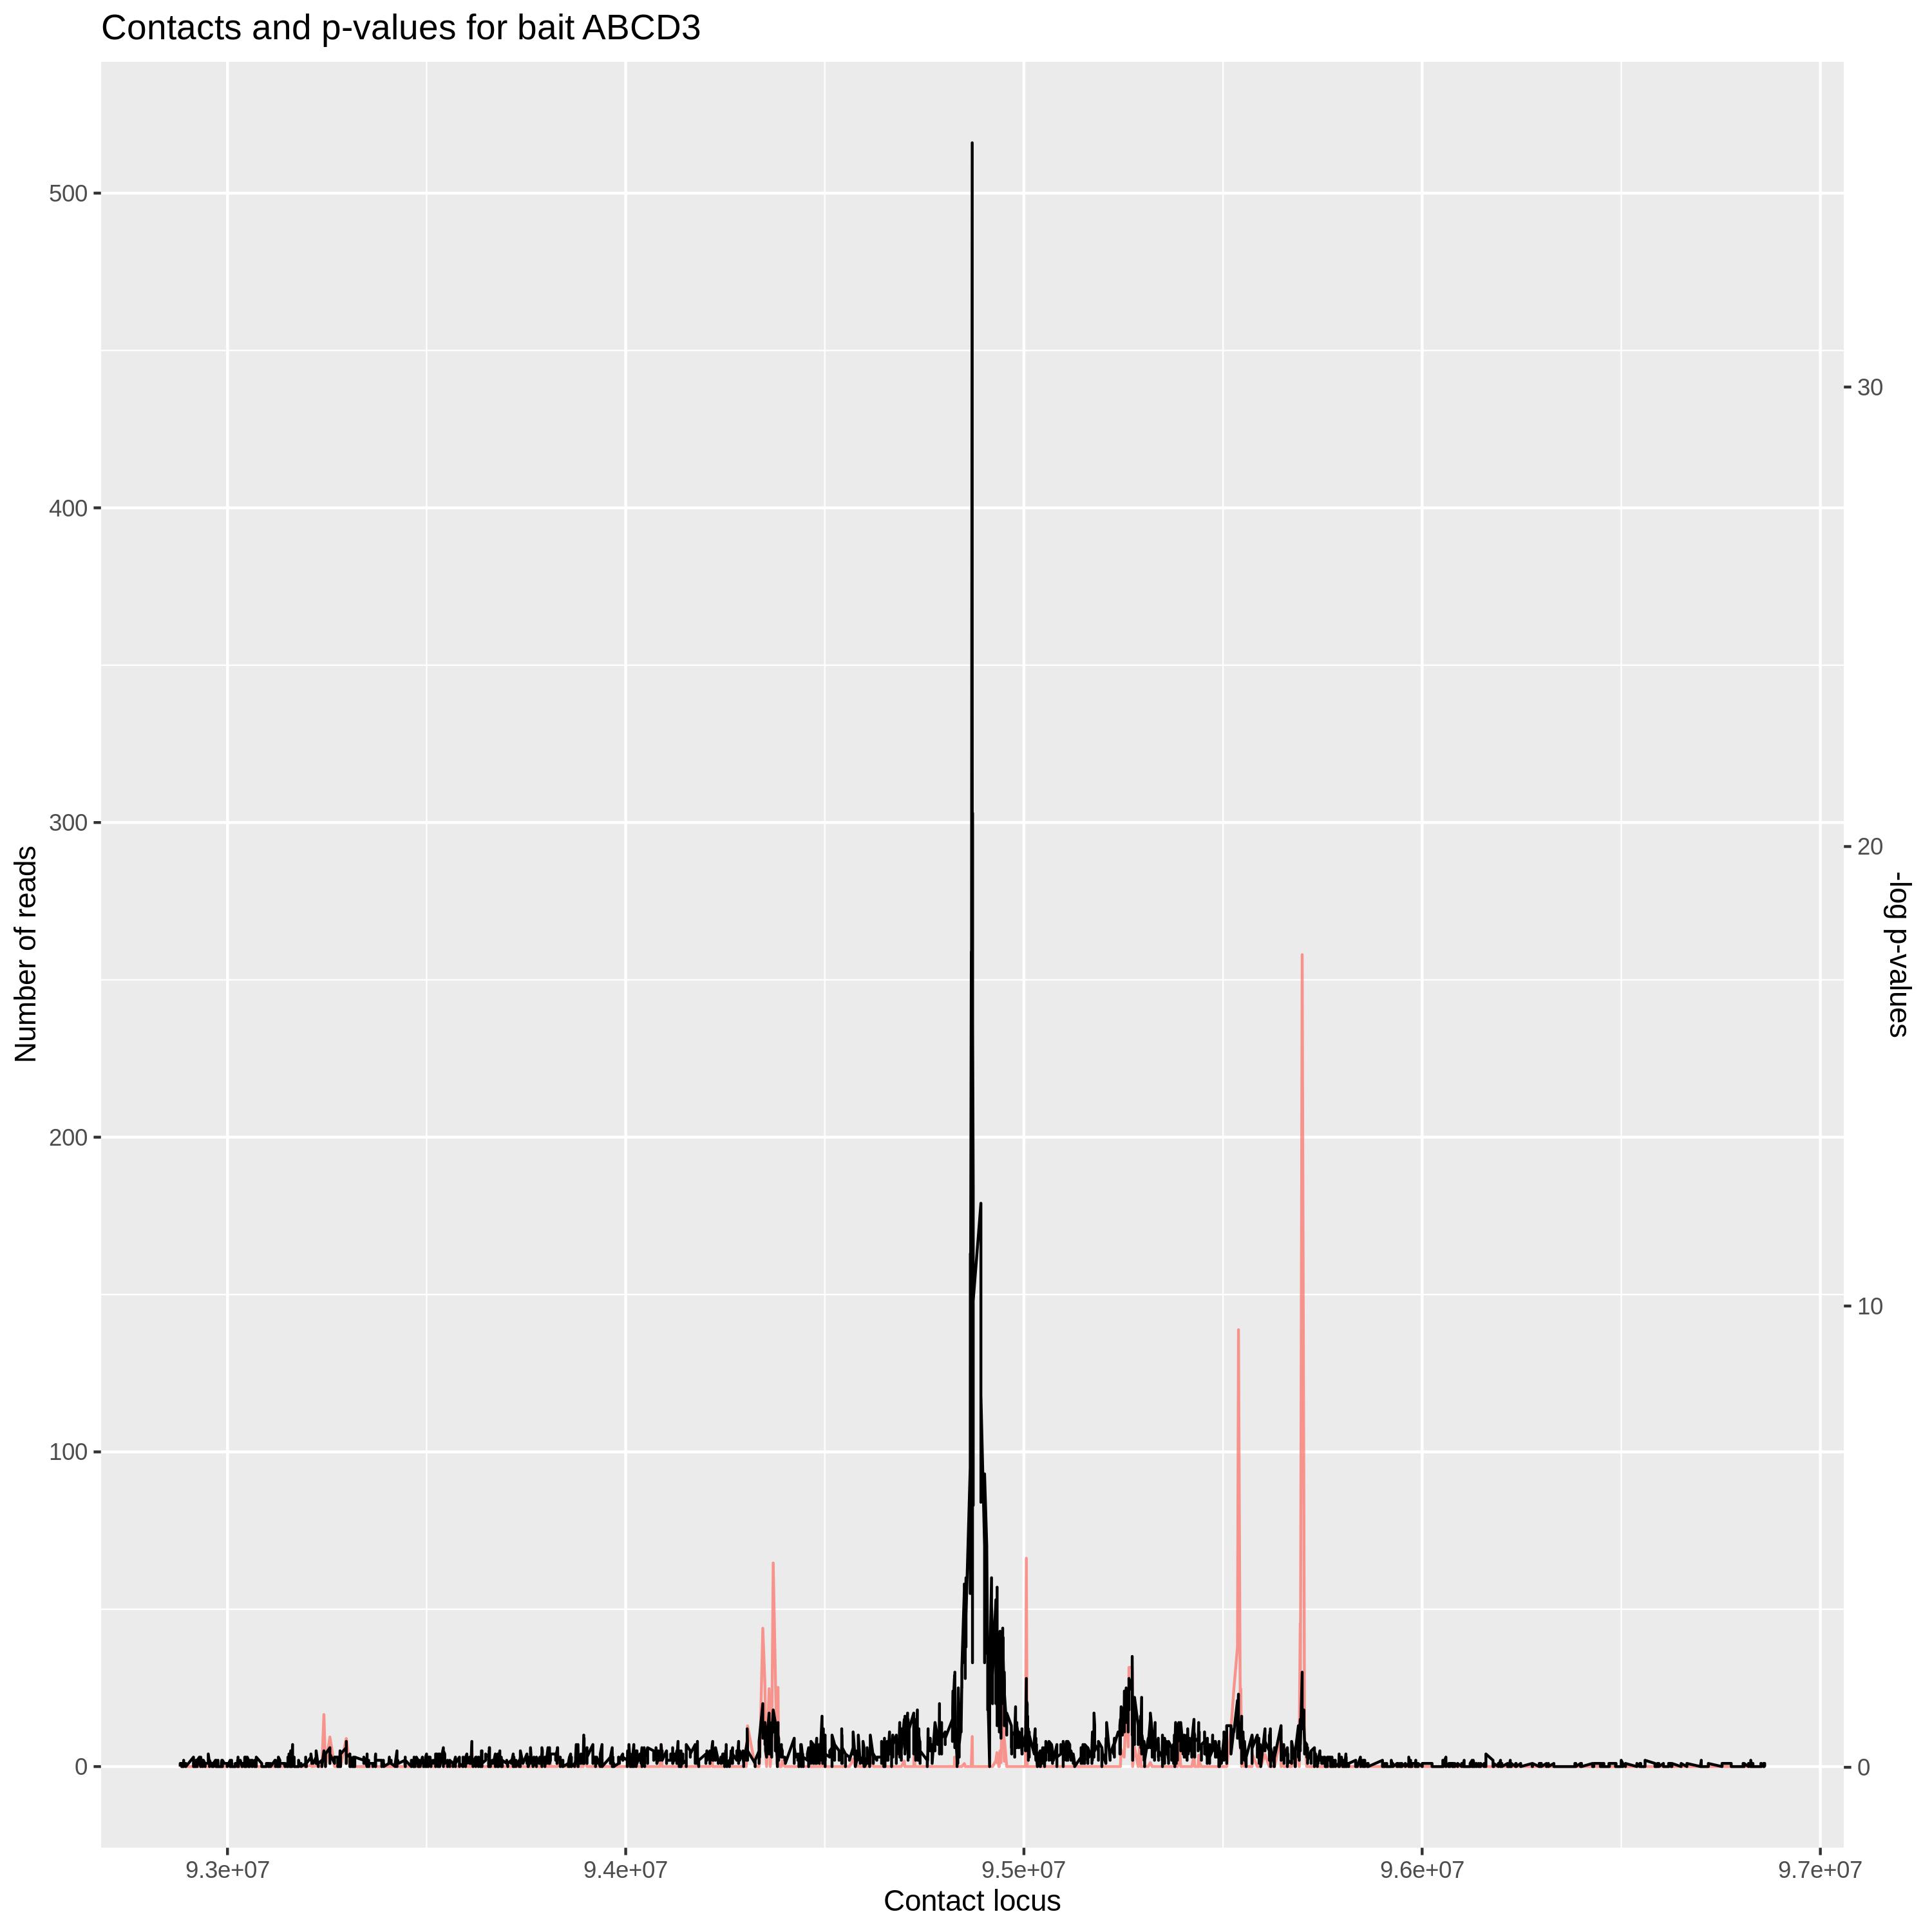 Contacts and p-values for bait ABCD3
500
400
300
200
100
0
Number of reads
30
20
10
0
-log p-values
9.3e+07
9.4e+07
9.5e+07
9.6e+07
9.7e+07
Contact locus